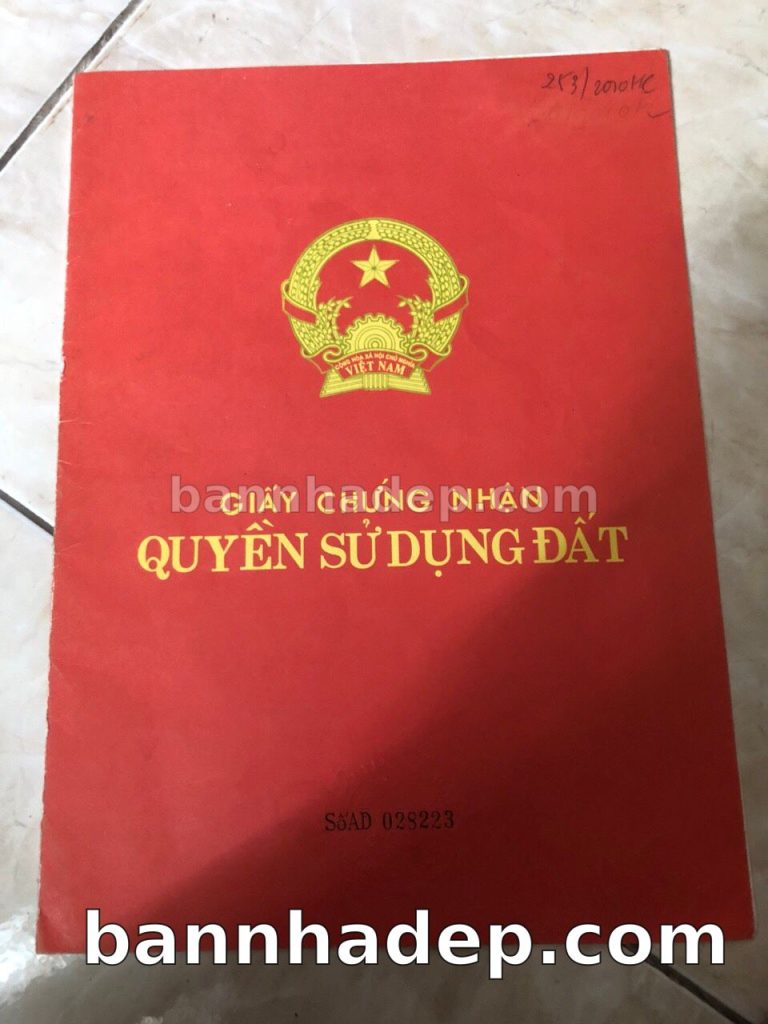 253/2010HĐ
CỘNG HÒA XÃ HỘI CHỦ NGHĨA
VIỆT NAM
bannhadep.com
GIẤY CHỨNG NHẬN
QUYỀN SỬ DỤNG ĐẤT
Số AD 028223
bannhadep.com